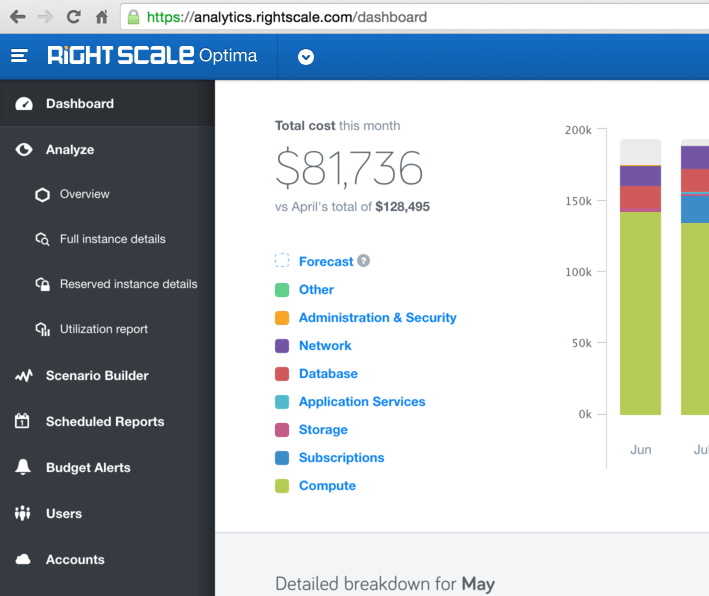 https://analytics.rightscale.com/dashboard
RIGHTSCALE Optima
Dashboard
Analyze
Overview
Full instance details
Reserved instance details
Utilization report
Scenario Builder
1
Scheduled Reports
Budget Alerts
Users
Accounts
Total cost this month
$81,736
vs April's total of $128,495
Forecast ?
Other
Administration & Security
Network
Database
Application Services
Storage
Subscriptions
Compute
200k
150k
100k
50k
0k
Jun
Jul
Detailed breakdown for May